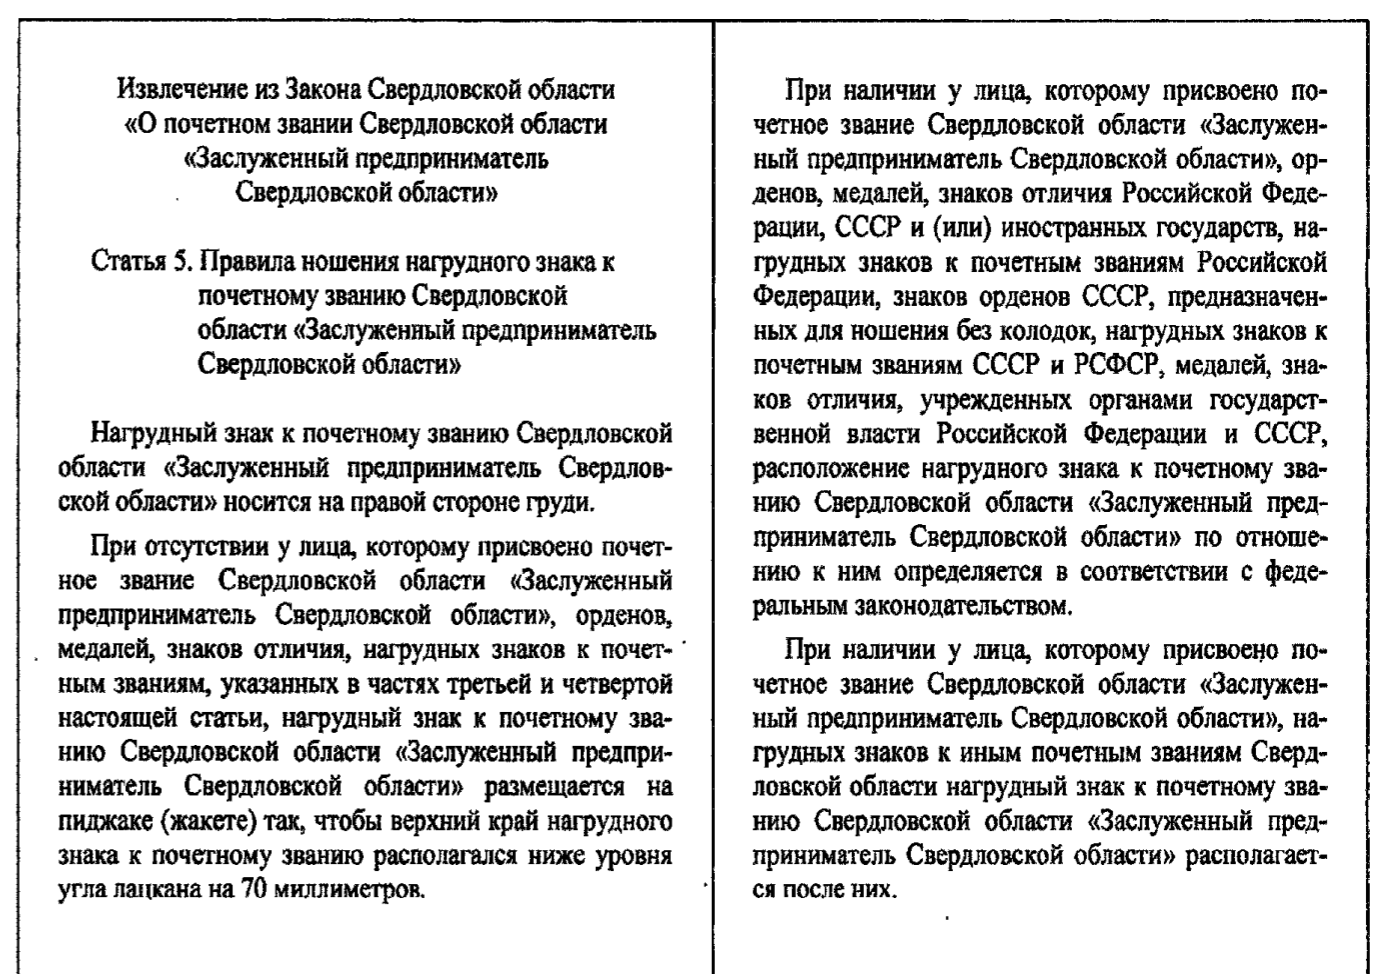 Извлечение из Закона Свердловской области
«О почетном звании Свердловской области
«Заслуженный предприниматель
Свердловской области»
Статья 5. Правила ношения нагрудного знака к
почетному званию Свердловской
области «Заслуженный предприниматель
Свердловской области»
Нагрудный знак к почетному званию Свердловской
области «Заслуженный предприниматель Свердлов-
ской области» носится на правой стороне груди.
При отсутствии у лица, которому присвоено почет-
ное звание Свердловской области «Заслуженный
предприниматель Свердловской области», орденов,
медалей, знаков отличия, нагрудных знаков к почет-
ным званиям, указанных в частях третьей и четвертой
настоящей статьи, нагрудный знак к почетному зва-
нию Свердловской области «Заслуженный предпри-
ниматель Свердловской области» размещается на
пиджаке (жакете) так, чтобы верхний край нагрудного
знака к почетному званию располагался ниже уровня
угла лацкана на 70 миллиметров.
При наличии у лица, которому присвоено по-
четное звание Свердловской области «Заслужен-
ный предприниматель Свердловской области», ор-
денов, медалей, знаков отличия Российской Феде-
рации, СССР и (или) иностранных государств, на-
грудных знаков к почетным званиям Российской
Федерации, знаков орденов СССР, предназначен-
ных для ношения без колодок, нагрудных знаков к
почетным званиям СССР и РСФСР, медалей, зна-
ков отличия, учрежденных органами государст-
венной власти Российской Федерации и СССР,
расположение нагрудного знака к почетному зва-
нию Свердловской области «Заслуженный пред-
приниматель Свердловской области» по отноше-
нию к ним определяется в соответствии с феде-
ральным законодательством.
При наличии у лица, которому присвоено по-
четное звание Свердловской области «Заслужен-
ный предприниматель Свердловской области», на-
грудных знаков к иным почетным званиям Сверд-
ловской области нагрудный знак к почетному зва-
нию Свердловской области «Заслуженный пред-
приниматель Свердловской области» располагает-
ся после них.